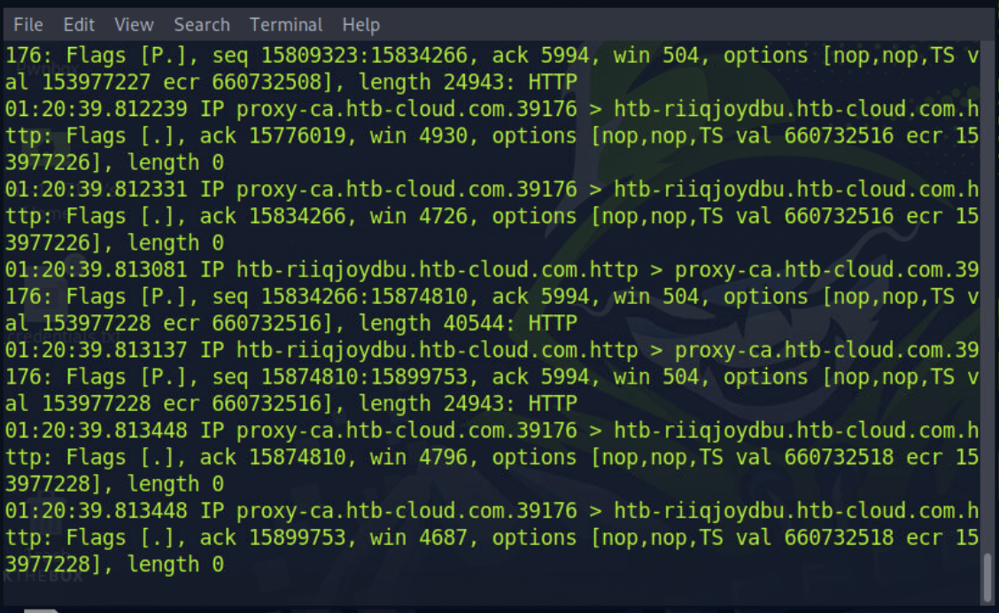 File Edit View Search Terminal Help
176: Flags [P.], seq 15809323:15834266, ack 5994, win 504, options [nop,nop,TS v
al 153977227 ecr 660732508], length 24943: HTTP
01:20:39.812239 IP proxy-ca.htb-cloud.com.39176 > htb-riiqjoydbu.htb-cloud.com.h
ttp: Flags [.], ack 15776019, win 4930, options [nop,nop,TS val 660732516 ecr 15
3977226], length 0
01:20:39.812331 IP proxy-ca.htb-cloud.com.39176 > htb-riiqjoydbu.htb-cloud.com.h
ttp: Flags [.], ack 15834266, win 4726, options [nop,nop,TS val 660732516 ecr 15
3977226], length 0
01:20:39.813081 IP htb-riiqjoydbu.htb-cloud.com.http > proxy-ca.htb-cloud.com.39
176: Flags [P.], seq 15834266:15874810, ack 5994, win 504, options [nop,nop,TS v
al 153977228 ecr 660732516], length 40544: HTTP
01:20:39.813137 IP htb-riiqjoydbu.htb-cloud.com.http > proxy-ca.htb-cloud.com.39
176: Flags [P.], seq 15874810:15899753, ack 5994, win 504, options [nop,nop,TS v
al 153977228 ecr 660732516], length 24943: HTTP
01:20:39.813448 IP proxy-ca.htb-cloud.com.39176 > htb-riiqjoydbu.htb-cloud.com.h
ttp: Flags [.], ack 15874810, win 4796, options [nop,nop,TS val 660732518 ecr 15
3977228], length 0
01:20:39.813448 IP proxy-ca.htb-cloud.com.39176 > htb-riiqjoydbu.htb-cloud.com.h
ttp: Flags [.], ack 15899753, win 4687, options [nop,nop,TS val 660732518 ecr 15
3977228], length 0